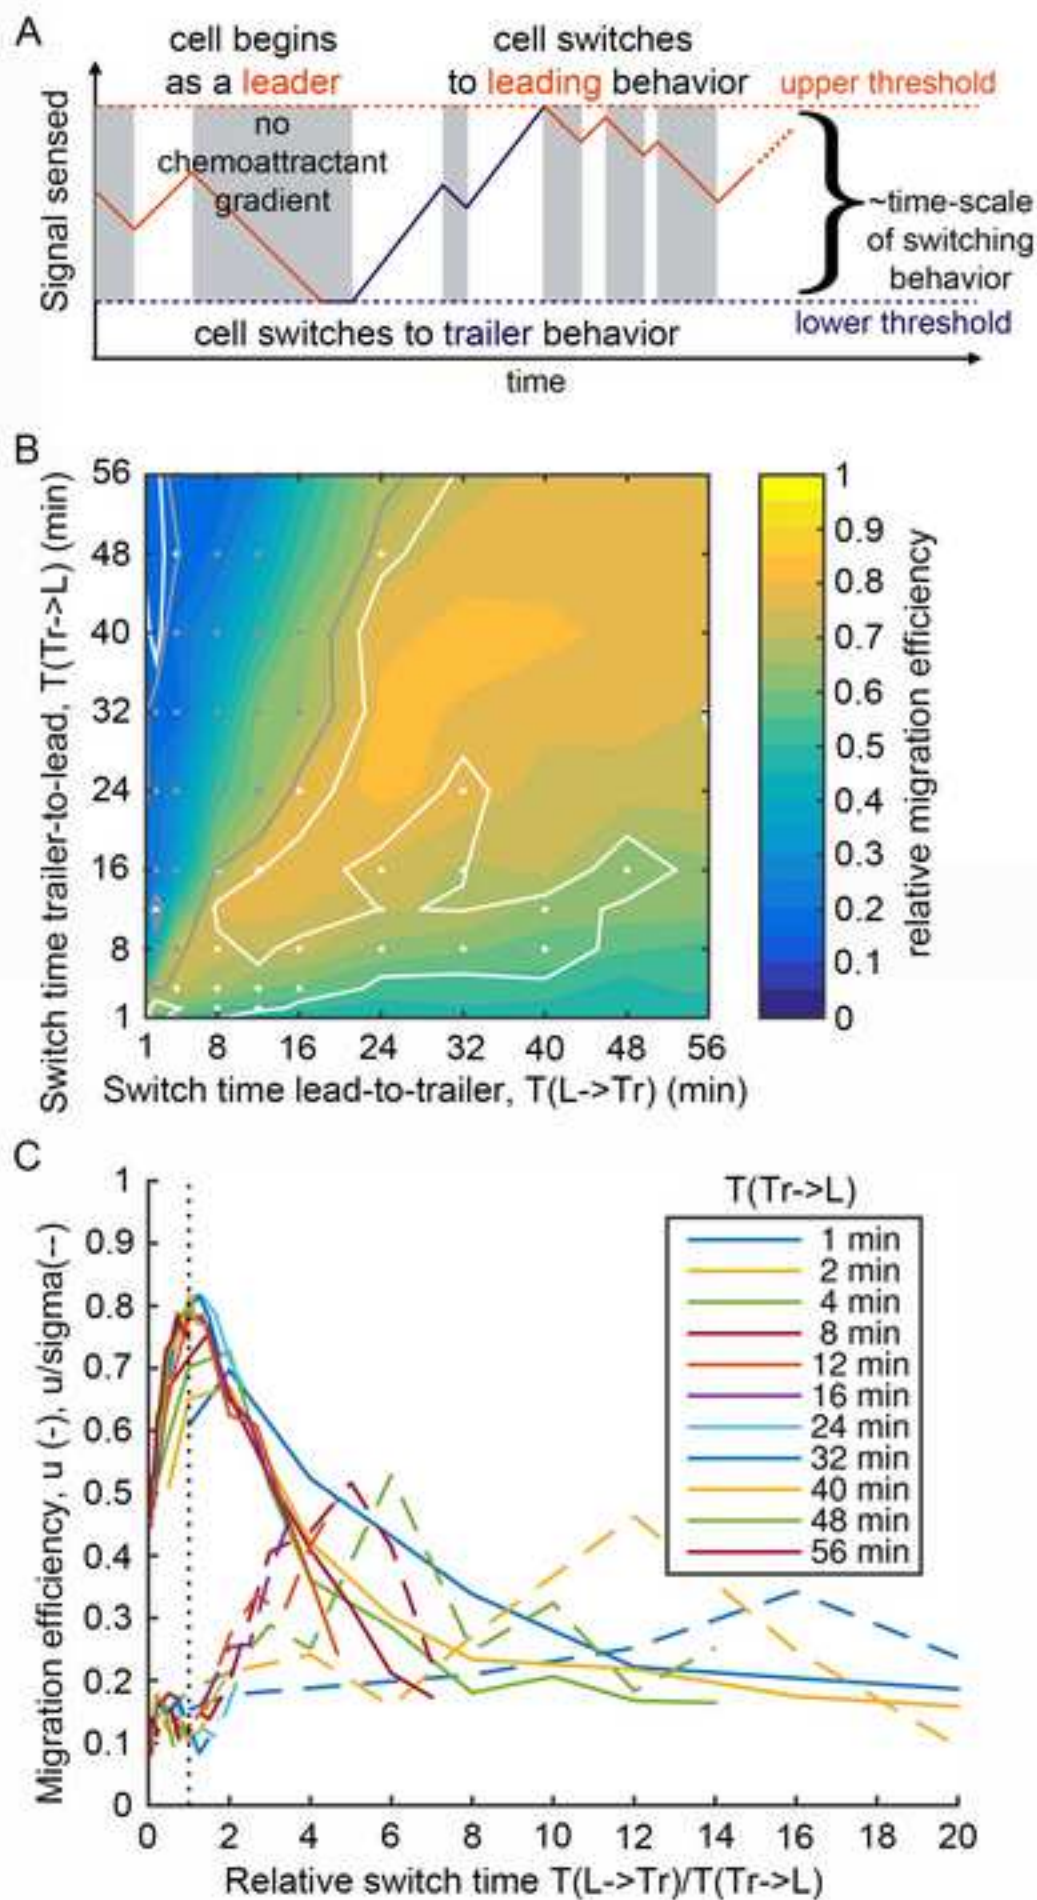 A
cell begins
as a leader
cell switches
to leading behavior
upper threshold
no
chemoattractant
gradient
Signal sensed
~time-scale
of switching
behavior
cell switches to trailer behavior
lower threshold
time
B
Switch time trailer-to-lead, T(Tr->L) (min)
56
48
40
32
24
16
8
1
1 8 16 24 32 40 48 56
Switch time lead-to-trailer, T(L->Tr) (min)
1
0.9
0.8
0.7
0.6
0.5
0.4
0.3
0.2
0.1
0
relative migration efficiency
C
Migration efficiency, u (-), u/sigma(--)
1
0.9
0.8
0.7
0.6
0.5
0.4
0.3
0.2
0.1
0
T(Tr->L)
1 min
2 min
4 min
8 min
12 min
16 min
24 min
32 min
40 min
48 min
56 min
0 2 4 6 8 10 12 14 16 18 20
Relative switch time T(L->Tr)/T(Tr->L)